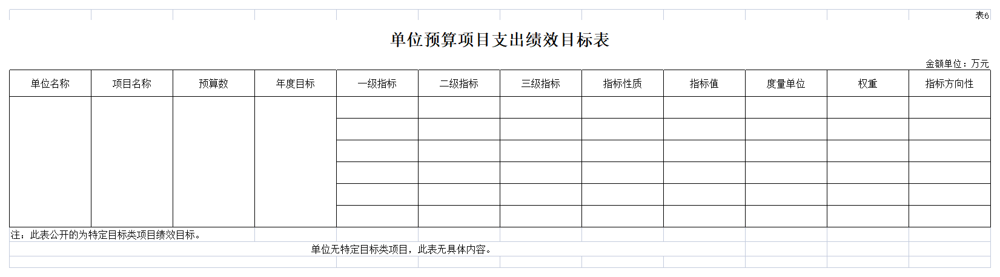 表6
单位预算项目支出绩效目标表
金额单位：万元
单位名称 项目名称 预算数 年度目标 一级指标 二级指标 三级指标 指标性质 指标值 度量单位 权重 指标方向性
注：此表公开的为特定目标类项目绩效目标。
单位无特定目标类项目，此表无具体内容。